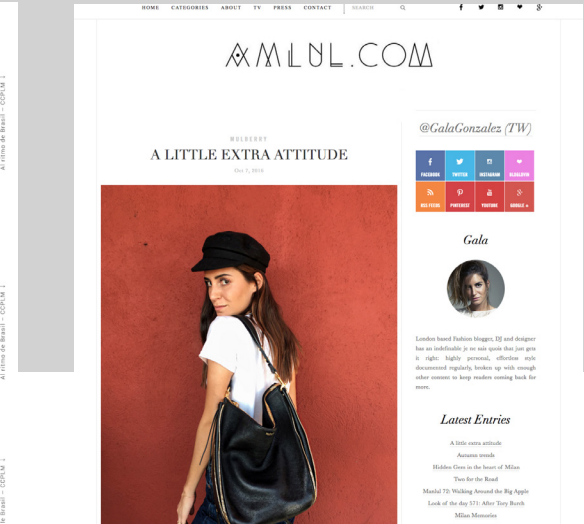 HOME CATEGORIES ABOUT TV PRESS CONTACT SEARCH
AMLUL.COM
MULBERRY
A LITTLE EXTRA ATTITUDE
@GalaGonzalez (TW)
FACEBOOK TWITTER INSTAGRAM BLOGLOVIN
RSS FEEDS PINTEREST YOUTUBE GOOGLE +
Gala
London based Fashion blogger, DJ and designer
has an indefinable je ne sais quois that just gets
it right: highly personal, effortless style
documented regularly, broken up with enough
other content to keep readers coming back for
more.
Latest Entries
A little extra attitude
Autumn trends
Hidden Gem in the heart of Milan
Two for the Road
Manlul 72: Walking Around the Big Apple
Look of the day 571: After Tory Burch
Milan Memories
Al ritmo de Brasil – CCPLM ↓
Al ritmo de Brasil – CCPLM ↓
de Brasil – CCPLM ↓